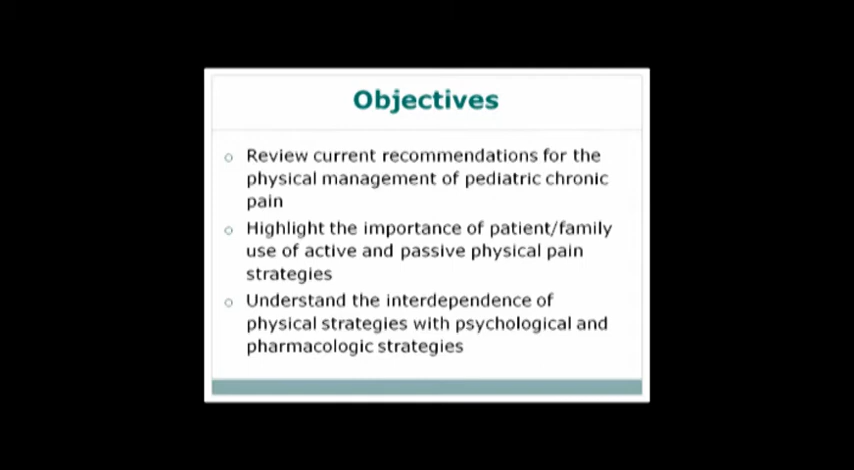 Objectives
o Review current recommendations for the
physical management of pediatric chronic
pain
o Highlight the importance of patient/family
use of active and passive physical pain
strategies
o Understand the interdependence of
physical strategies with psychological and
pharmacologic strategies